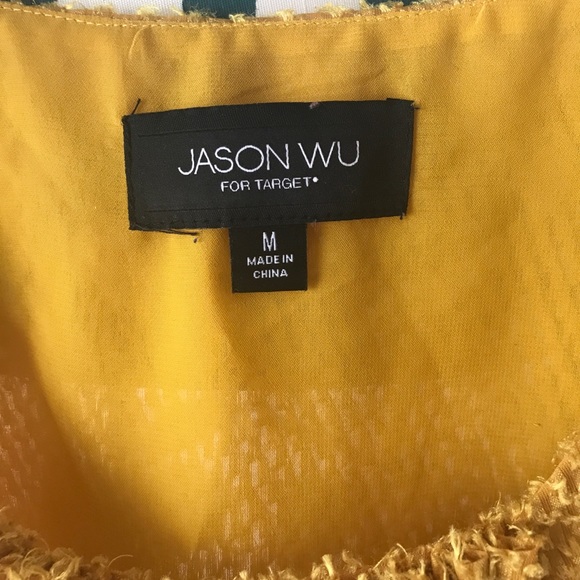 JASON WU
FOR TARGET•
M
MADE IN
CHINA